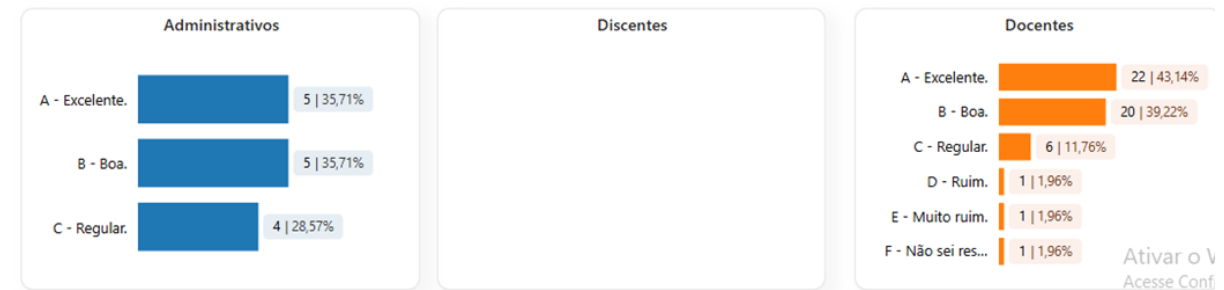 Administrativos
A - Excelente.
5 | 35,71%
B - Boa.
5 | 35,71%
C - Regular.
4 | 28,57%
Discentes
Docentes
A - Excelente.
22 | 43,14%
B - Boa.
20 | 39,22%
C - Regular.
6 | 11,76%
D - Ruim.
1 | 1,96%
E - Muito ruim.
1 | 1,96%
F - Não sei res...
1 | 1,96%
Ativar o
Acesse